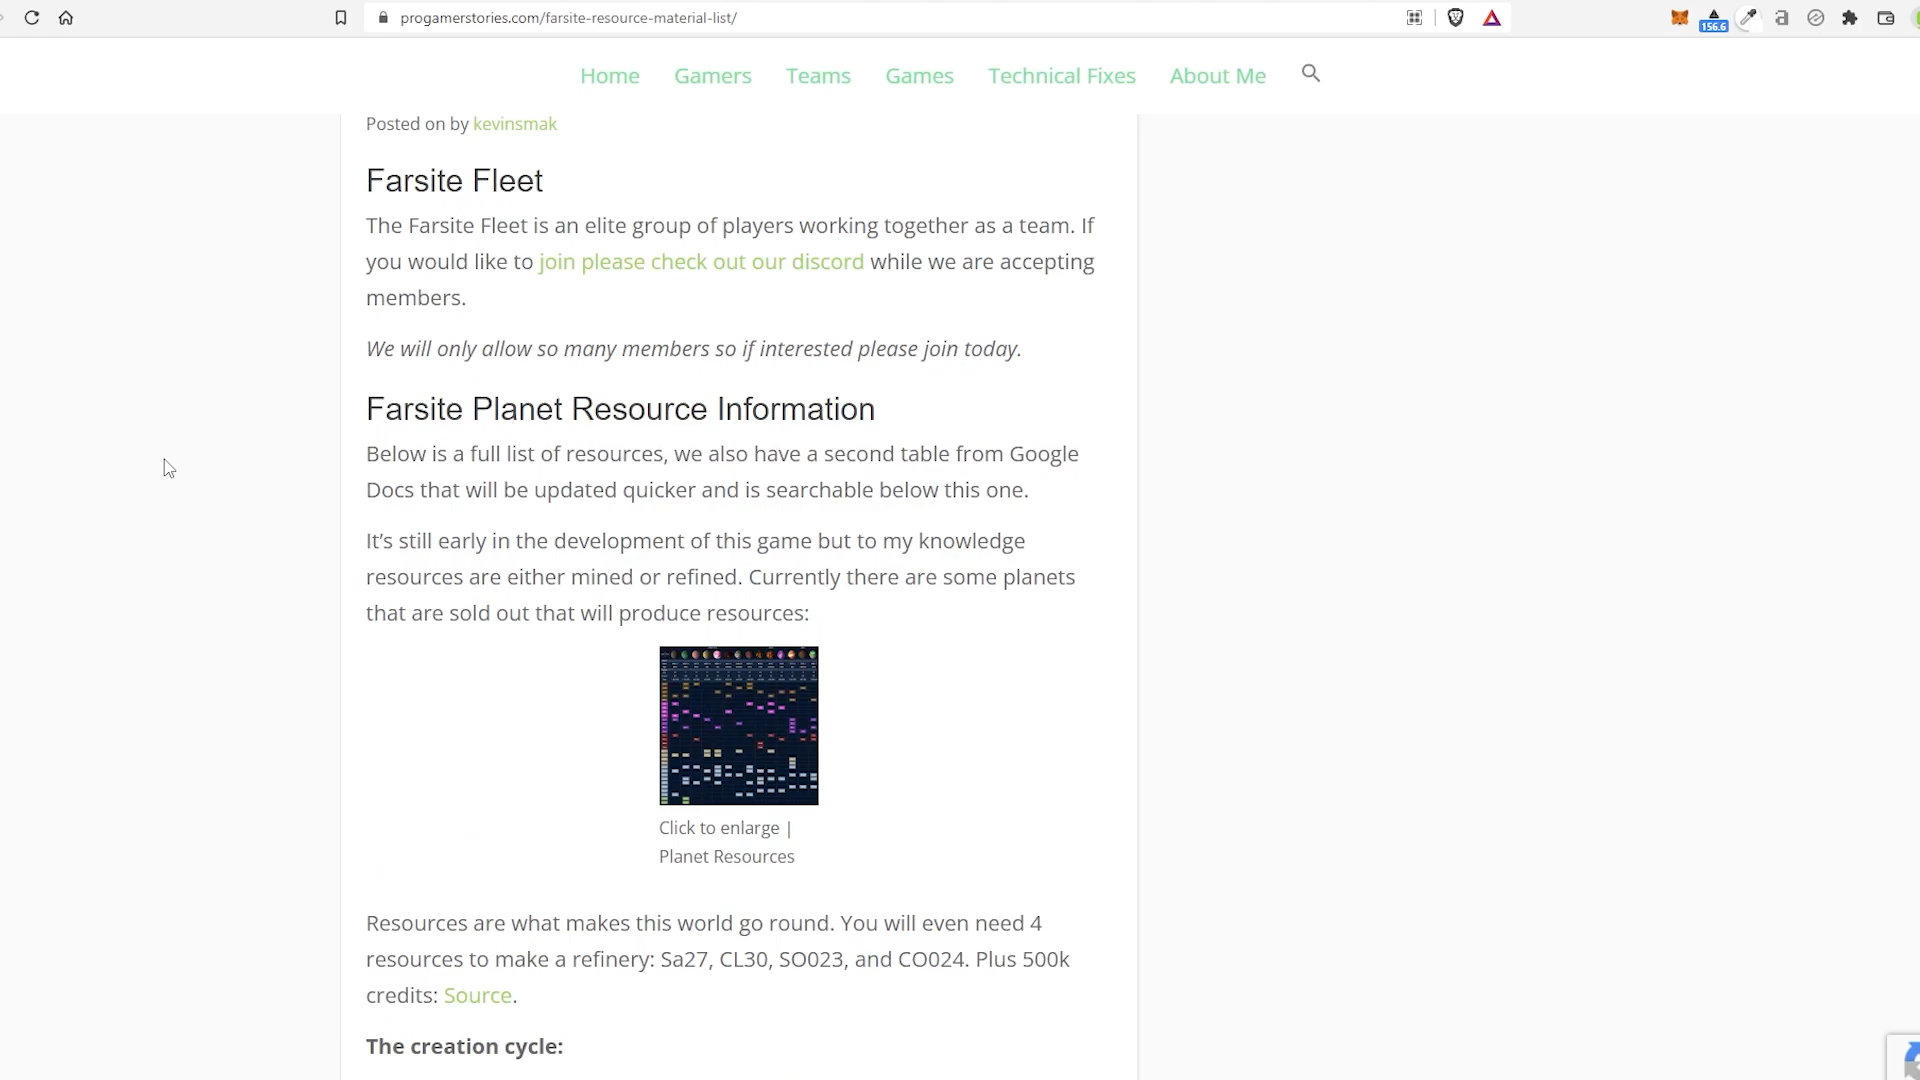 progamerstories.com/farsite-resource-material-list/
156.6
Home Gamers Teams Games Technical Fixes About Me
Posted on by kevinsmak
Farsite Fleet
The Farsite Fleet is an elite group of players working together as a team. If
you would like to join please check out our discord while we are accepting
members.
We will only allow so many members so if interested please join today.
Farsite Planet Resource Information
Below is a full list of resources, we also have a second table from Google
Docs that will be updated quicker and is searchable below this one.
It’s still early in the development of this game but to my knowledge
resources are either mined or refined. Currently there are some planets
that are sold out that will produce resources:
Click to enlarge |
Planet Resources
Resources are what makes this world go round. You will even need 4
resources to make a refinery: Sa27, CL30, SO023, and CO024. Plus 500k
credits: Source.
The creation cycle: